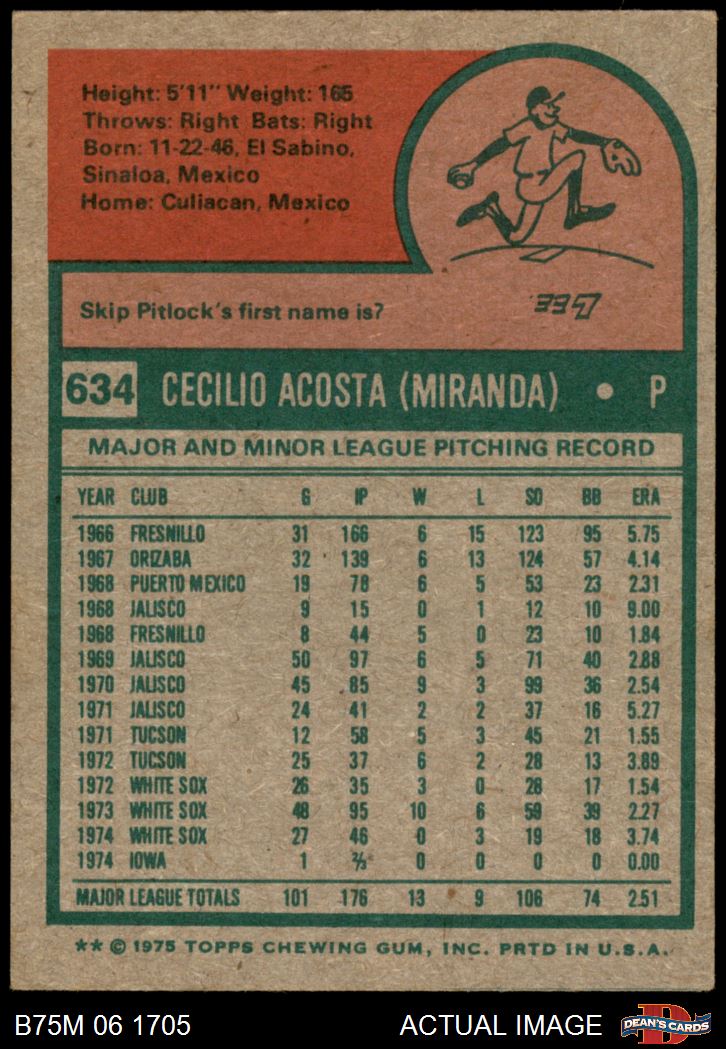 Height: 5'11" Weight: 165
Throws: Right Bats: Right
Born: 11-22-46, El Sabino,
Sinaloa, Mexico
Home: Culiacan, Mexico
Skip Pitlock's first name is?
LEE
634 CECILIO ACOSTA (MIRANDA) • P
MAJOR AND MINOR LEAGUE PITCHING RECORD
YEAR CLUB G IP W L SO BB ERA
1966 FRESNILLO 31 166 6 15 123 95 5.75
1967 ORIZABA 32 139 6 13 124 57 4.14
1968 PUERTO MEXICO 19 78 6 5 53 23 2.31
1968 JALISCO 9 15 0 1 12 10 9.00
1968 FRESNILLO 8 44 5 0 23 10 1.84
1969 JALISCO 50 97 6 5 71 40 2.88
1970 JALISCO 45 85 9 3 99 36 2.54
1971 JALISCO 24 41 2 2 37 16 5.27
1971 TUCSON 12 58 5 3 45 21 1.55
1972 TUCSON 25 37 6 2 28 13 3.89
1972 WHITE SOX 26 35 3 0 28 17 1.54
1973 WHITE SOX 48 95 10 6 59 39 2.27
1974 WHITE SOX 27 46 0 3 19 18 3.74
1974 IOWA 1 ⅔ 0 0 0 0 0.00
MAJOR LEAGUE TOTALS 101 176 13 9 106 74 2.51
** © 1975 TOPPS CHEWING GUM, INC. PRTD IN U.S.A.
B75M 06 1705 ACTUAL IMAGE DEAN'S CARDS